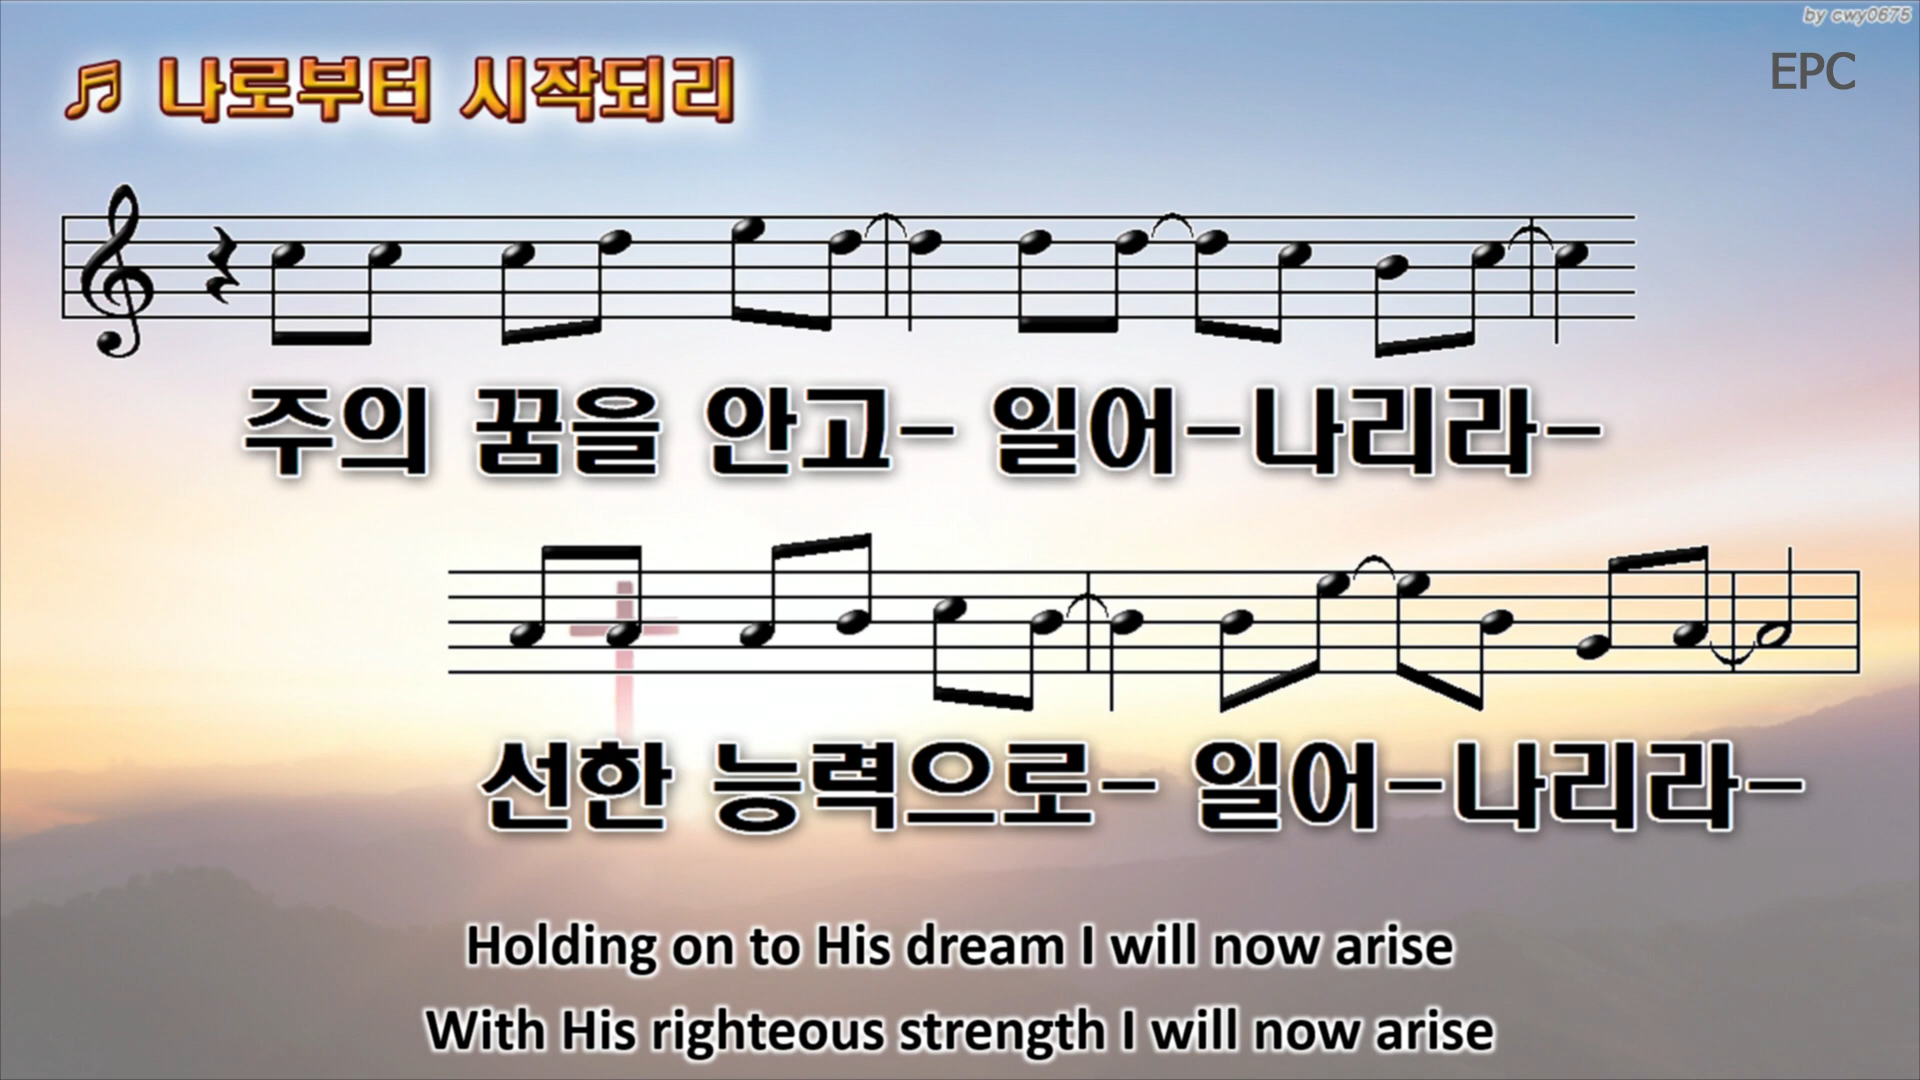 by cwy0675
EPC
나로부터 시작되리
주의 꿈을 안고- 일어-나리라-
선한 능력으로- 일어-나리라-
Holding on to His dream I will now arise
With His righteous strength I will now arise